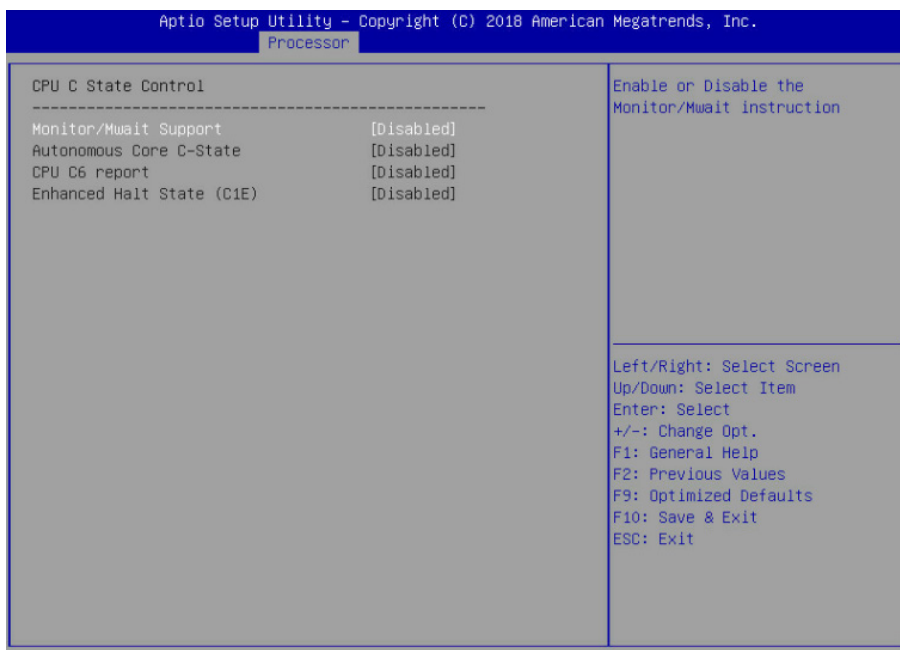 Aptio Setup Utility – Copyright (C) 2018 American Megatrends, Inc.
Processor
CPU C State Control
--------------------------------------------------
Monitor/Mwait Support [Disabled]
Autonomous Core C-State [Disabled]
CPU C6 report [Disabled]
Enhanced Halt State (C1E) [Disabled]
Enable or Disable the
Monitor/Mwait instruction
Left/Right: Select Screen
Up/Down: Select Item
Enter: Select
+/-: Change Opt.
F1: General Help
F2: Previous Values
F9: Optimized Defaults
F10: Save & Exit
ESC: Exit